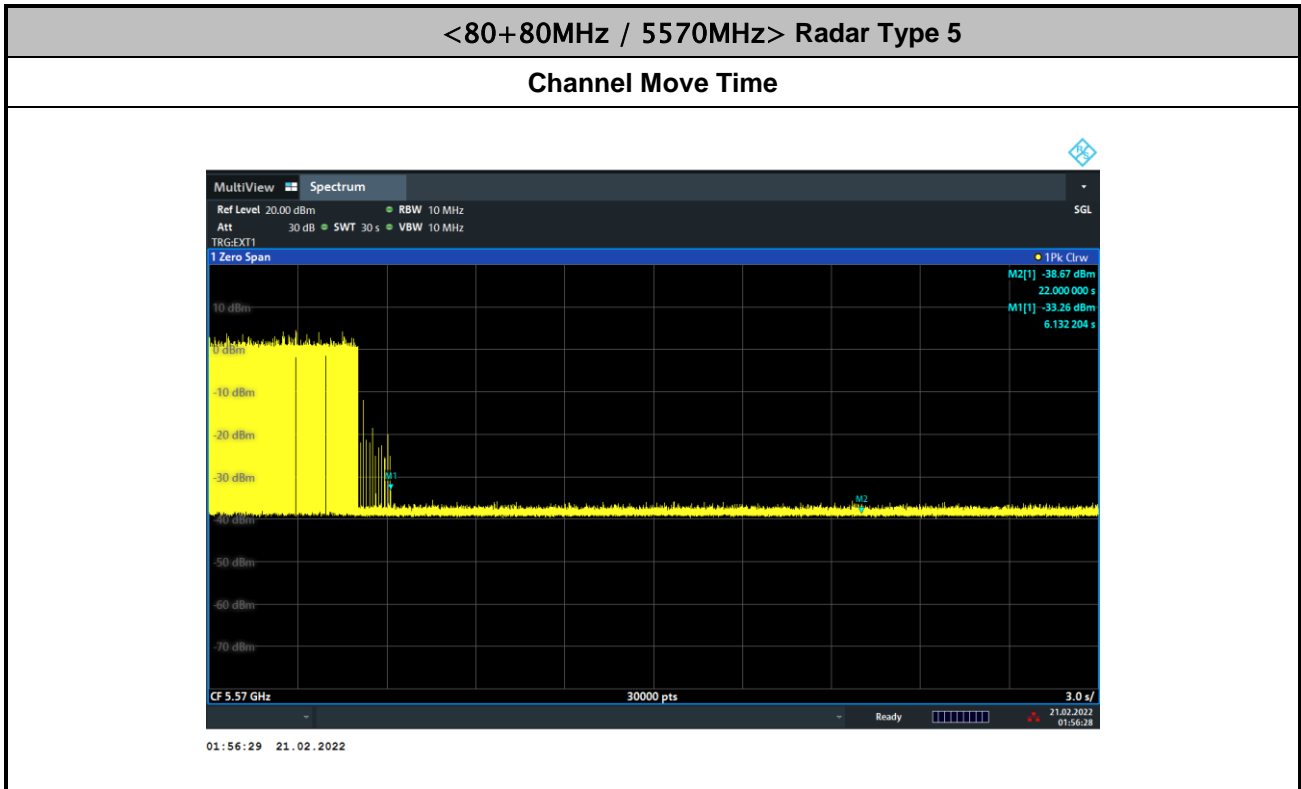 <80+80MHz / 5570MHz> Radar Type 5
Channel Move Time
R&S
MultiView Spectrum
Ref Level 20.00 dBm RBW 10 MHz SGL
Att 30 dB SWT 30 s VBW 10 MHz
TRG:EXT1
1 Zero Span 1Pk Clrw
M2[1] -38.67 dBm
22.000 000 s
10 dBm M1[1] -33.26 dBm
6.132 204 s
0 dBm
-10 dBm
-20 dBm
-30 dBm M1
M2
-40 dBm
-50 dBm
-60 dBm
-70 dBm
CF 5.57 GHz 30000 pts 3.0 s/
Ready 21.02.2022
01:56:28
01:56:29 21.02.2022